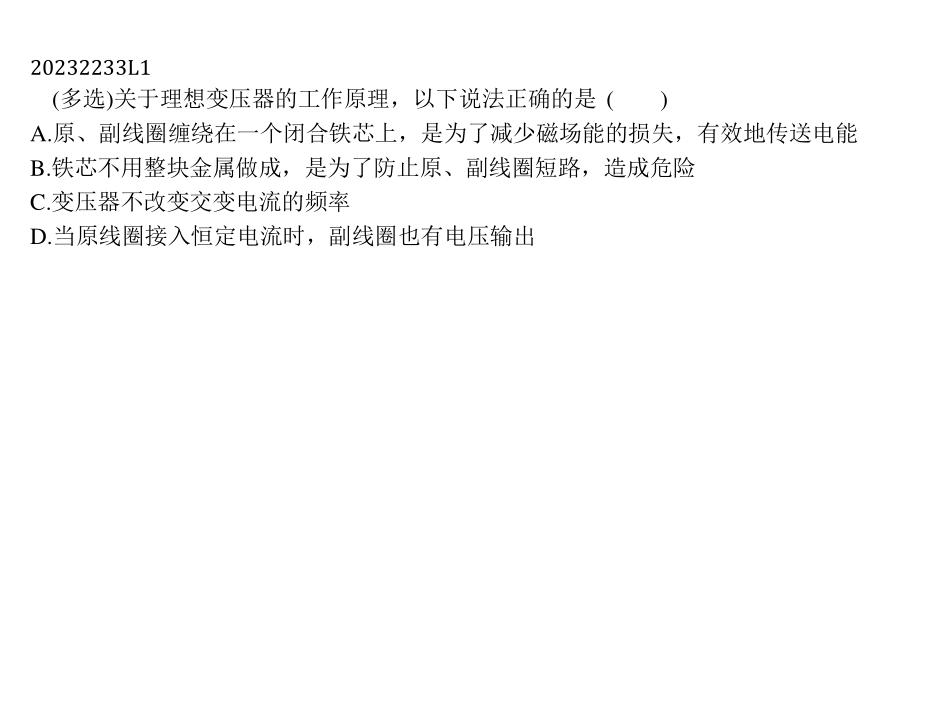 20232233L1
(多选)关于理想变压器的工作原理，以下说法正确的是 (　　)
A.原、副线圈缠绕在一个闭合铁芯上，是为了减少磁场能的损失，有效地传送电能
B.铁芯不用整块金属做成，是为了防止原、副线圈短路，造成危险
C.变压器不改变交变电流的频率
D.当原线圈接入恒定电流时，副线圈也有电压输出